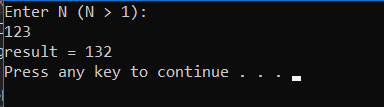 Enter N (N > 1):
123
result = 132
Press any key to continue . . .